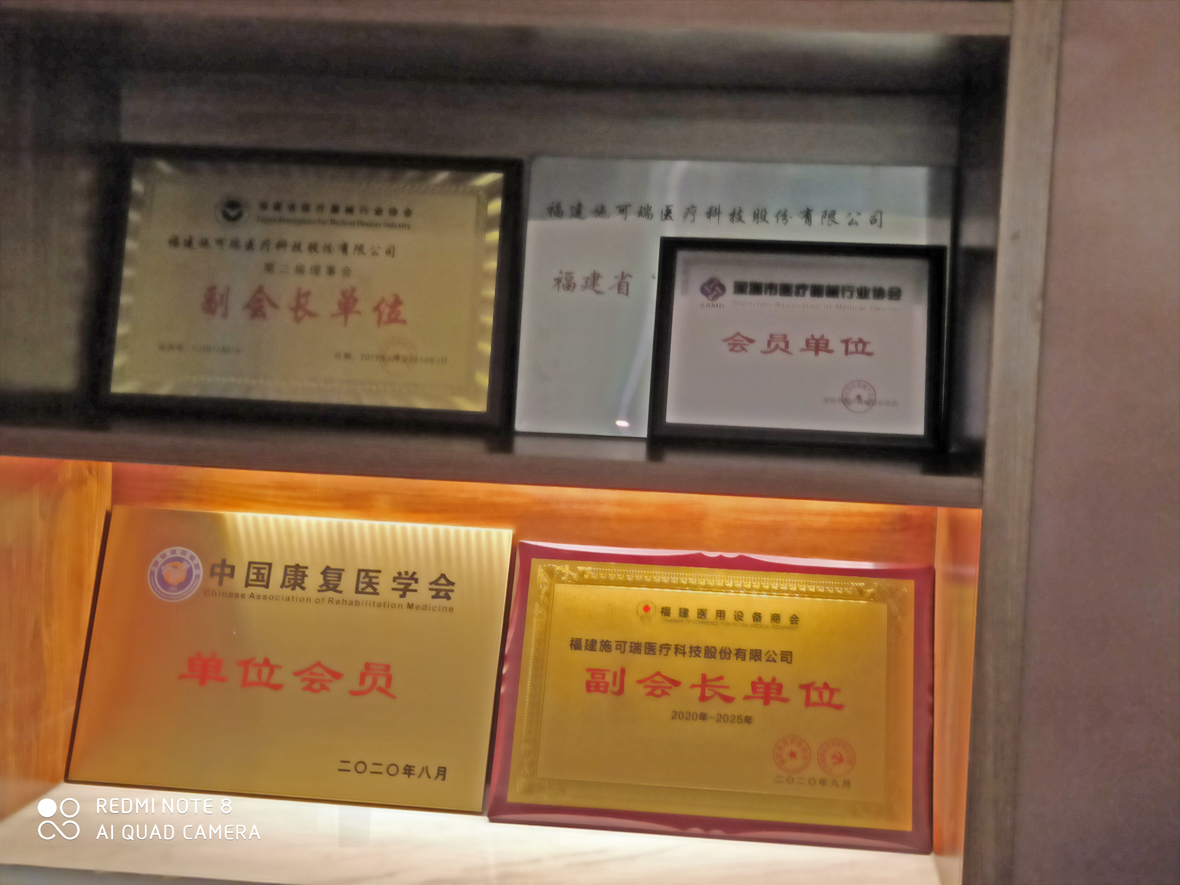 福建省医疗器械行业协会
福建施可瑞医疗科技股份有限公司
第二届理事会
副会长单位
福建施可瑞医疗科技股份有限公司
福建省
深圳市医疗器械行业协会
SAMD
Shenzhen Association of Medical Devices
会员单位
中国康复医学会
Chinese Association of Rehabilitation Medicine
单位会员
二〇二〇年八月
福建医用设备商会
福建施可瑞医疗科技股份有限公司
副会长单位
2020年-2025年
二〇二〇年九月
REDMI NOTE 8
AI QUAD CAMERA